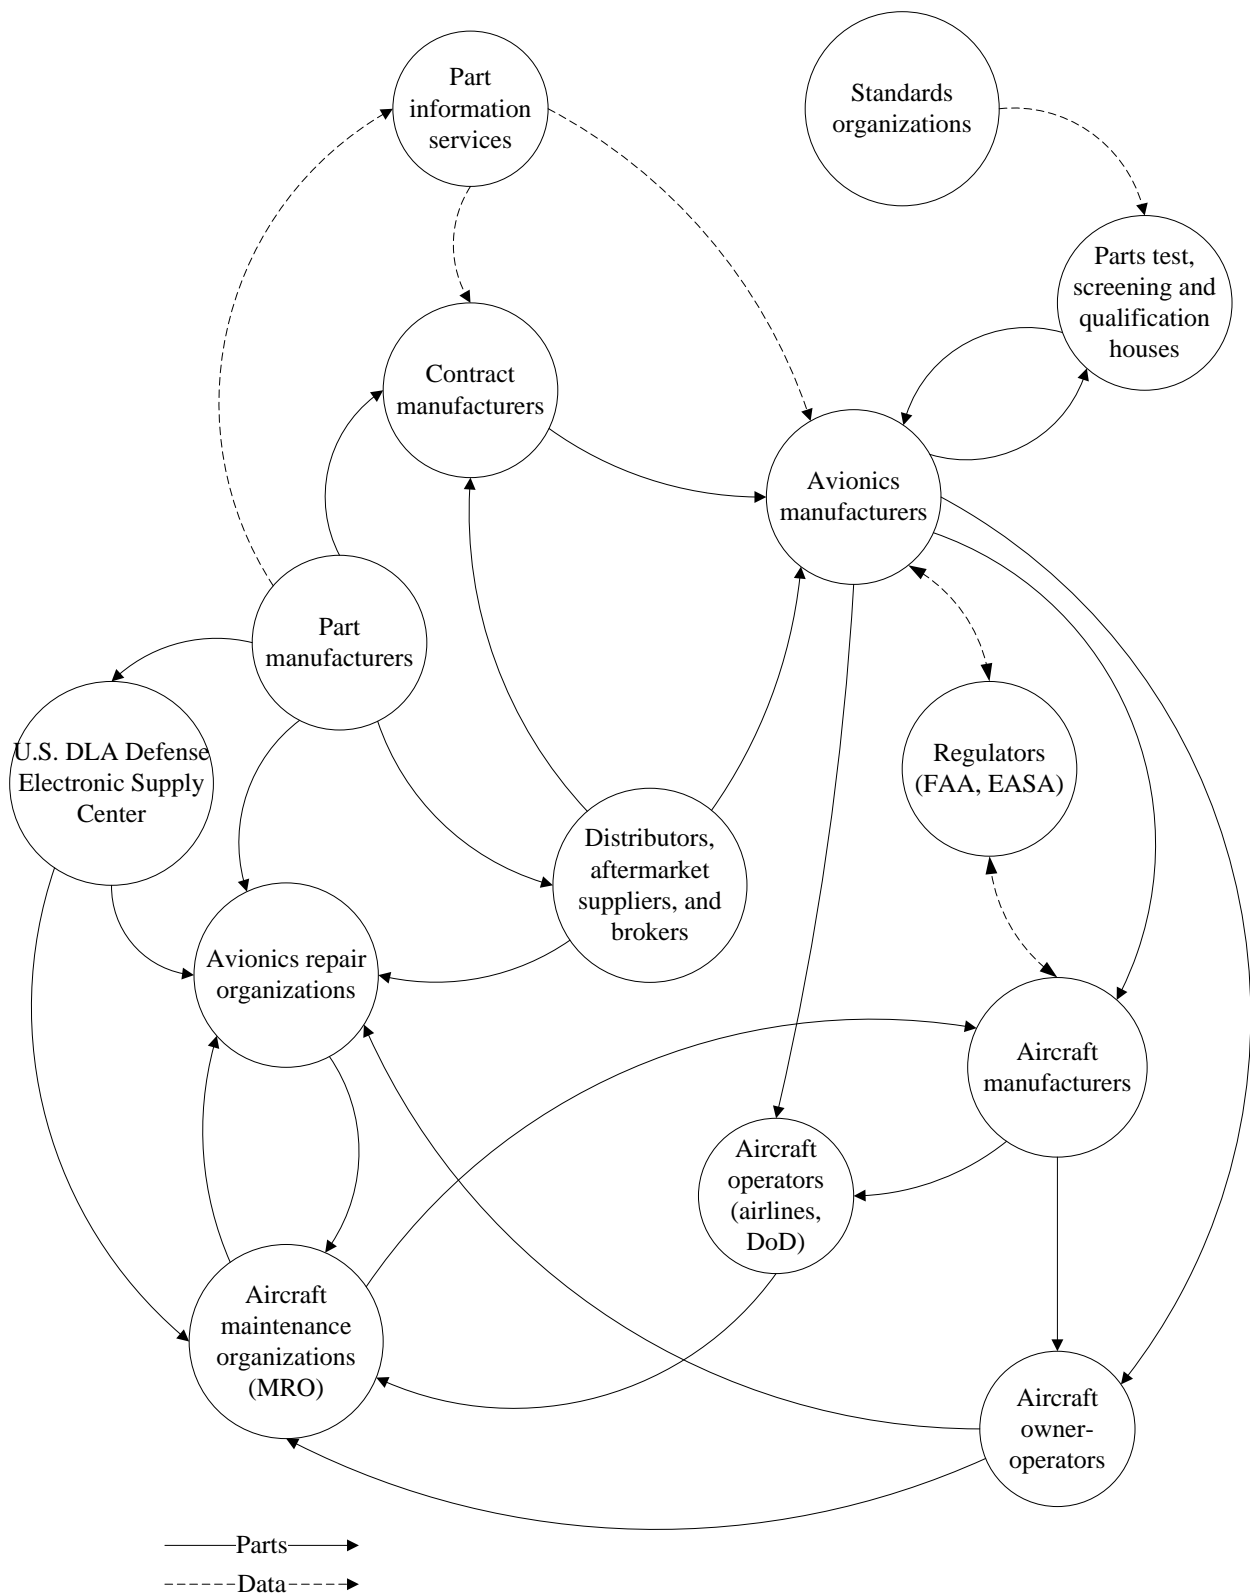 Part
information
services
Standards
organizations
Parts test,
screening and
qualification
houses
Contract
manufacturers
Avionics
manufacturers
Part
manufacturers
U.S. DLA Defense
Electronic Supply
Center
Regulators
(FAA, EASA)
Distributors,
aftermarket
suppliers, and
brokers
Avionics repair
organizations
Aircraft
manufacturers
Aircraft
operators
(airlines,
DoD)
Aircraft
maintenance
organizations
(MRO)
Aircraft
owner-
operators
Parts
Data